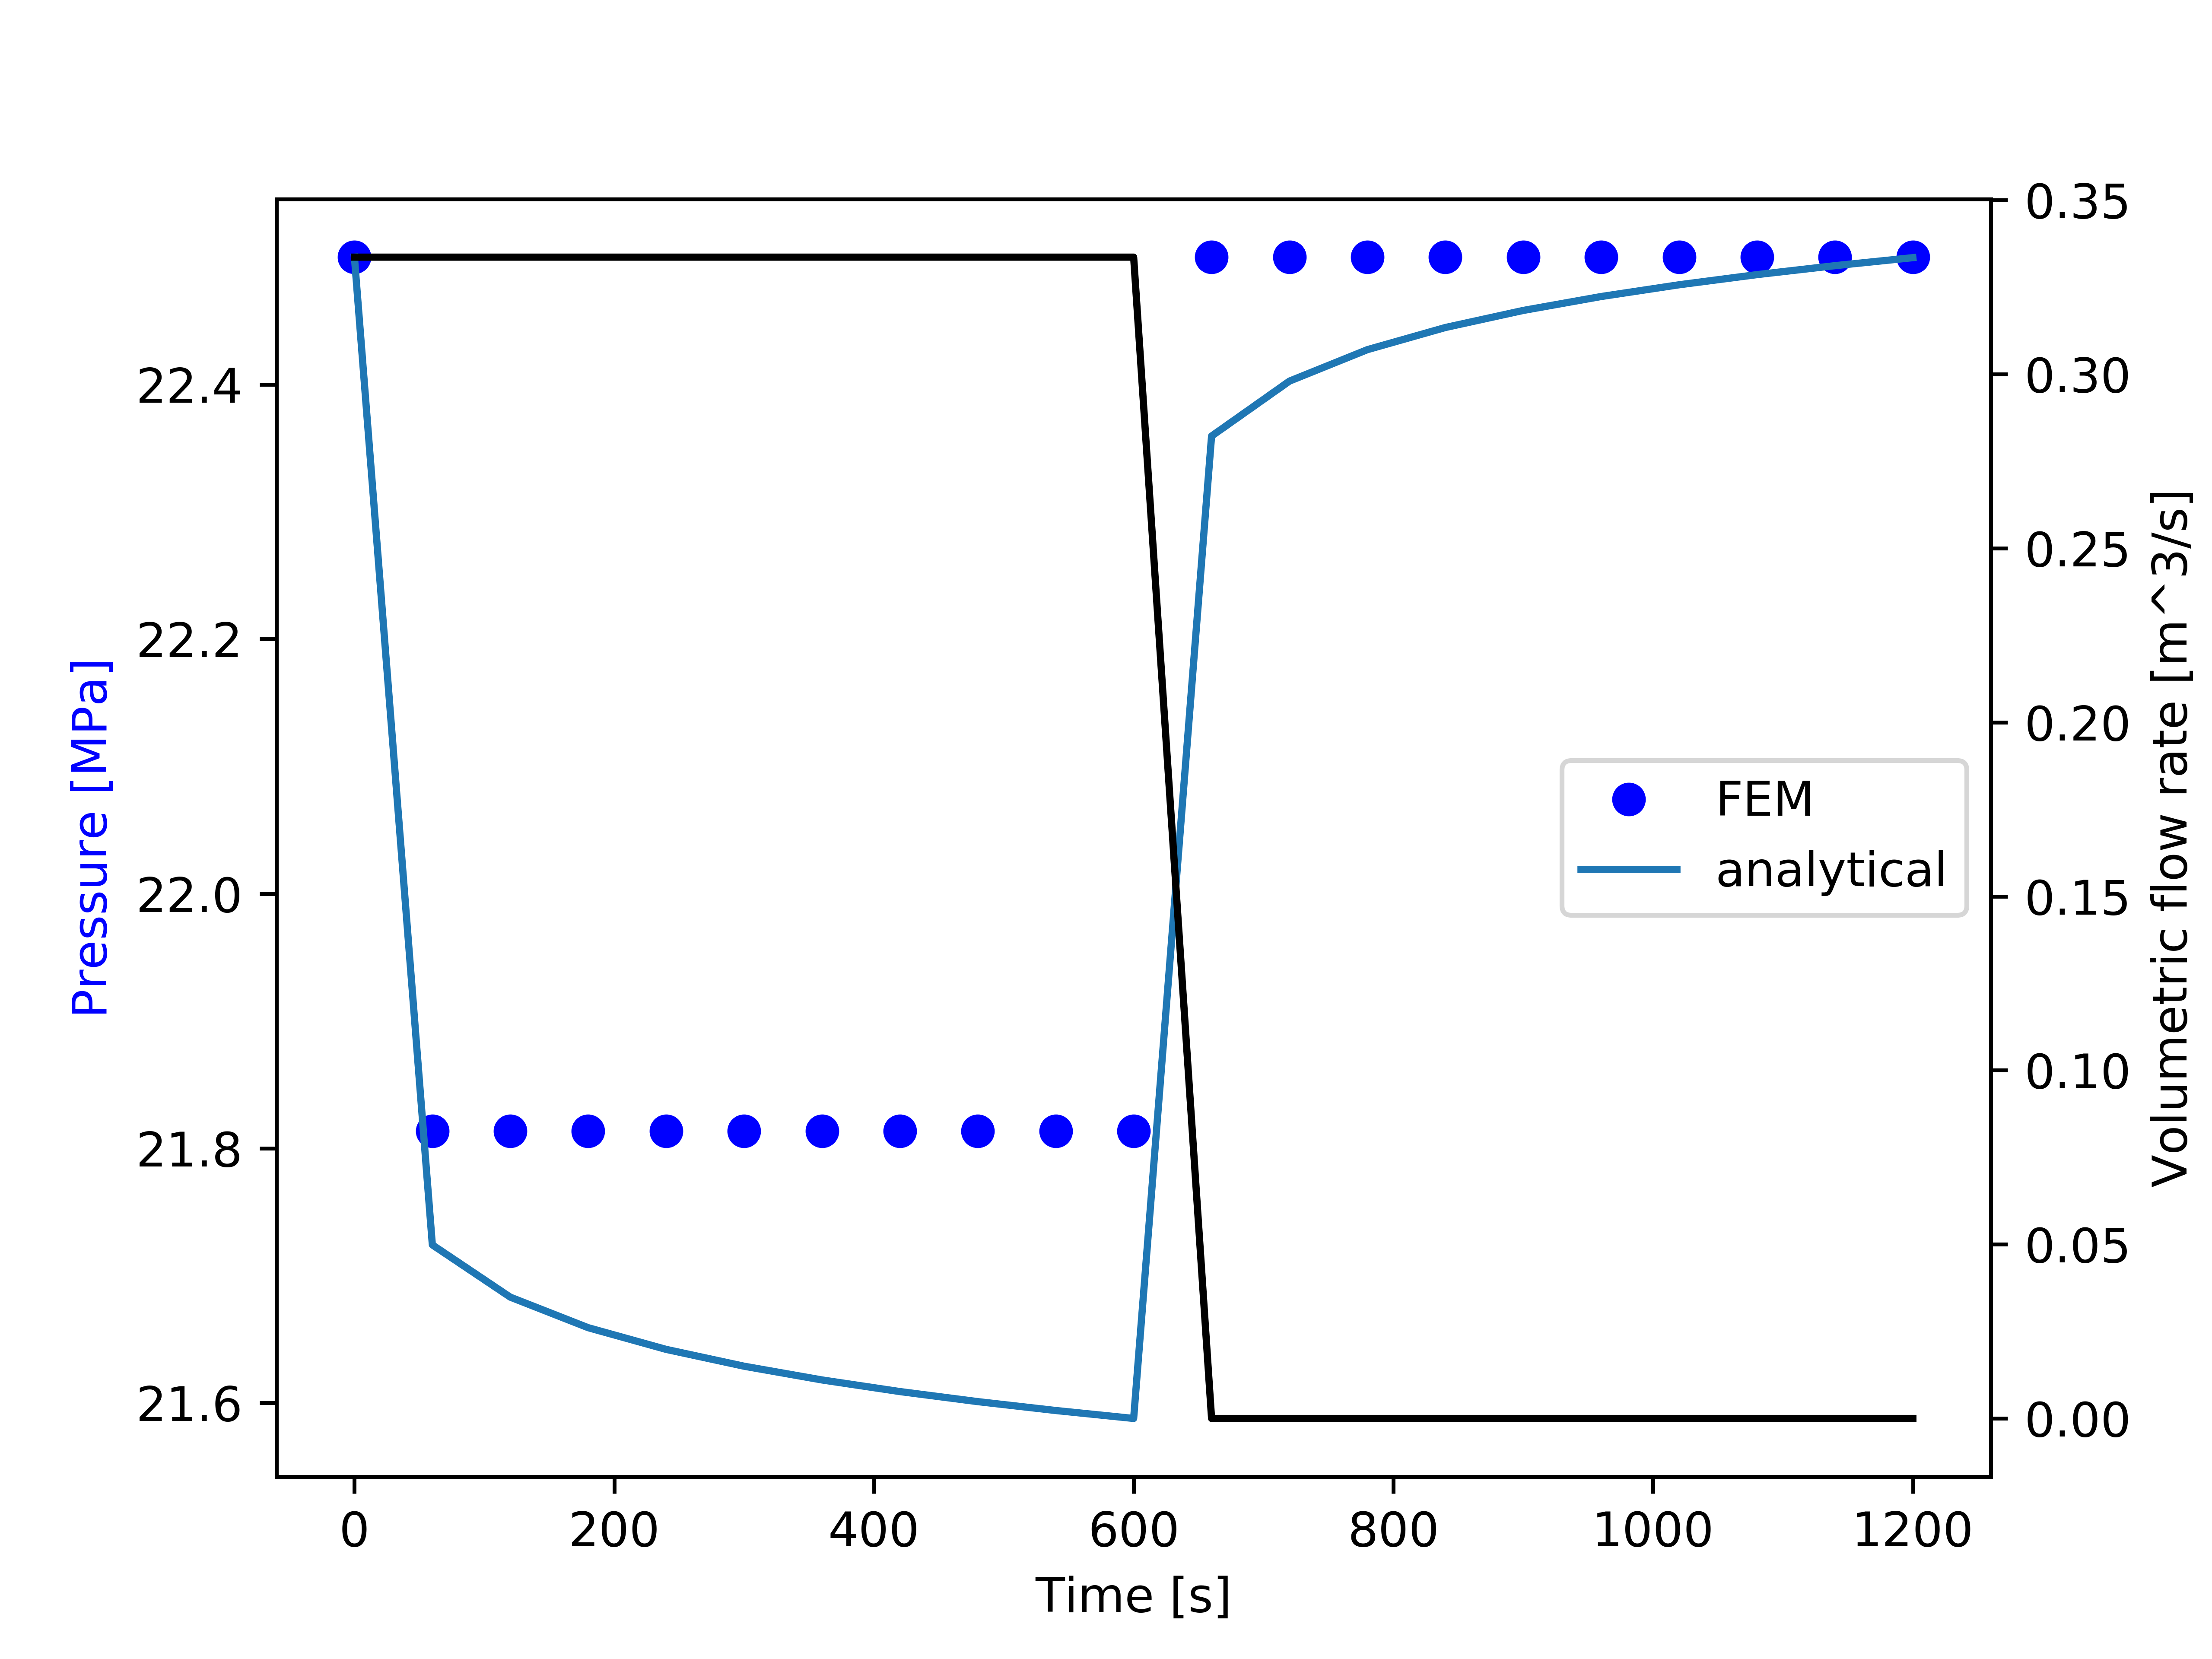 0.35
0.30
0.25
0.20
0.15
0.10
0.05
0.00
22.4
22.2
22.0
21.8
21.6
Pressure [MPa]
Volumetric flow rate [m^3/s]
FEM
analytical
0 200 400 600 800 1000 1200
Time [s]